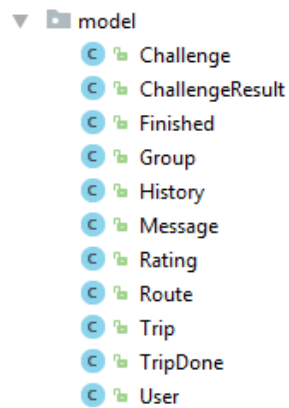 model
C Challenge
C ChallengeResult
C Finished
C Group
C History
C Message
C Rating
C Route
C Trip
C TripDone
C User